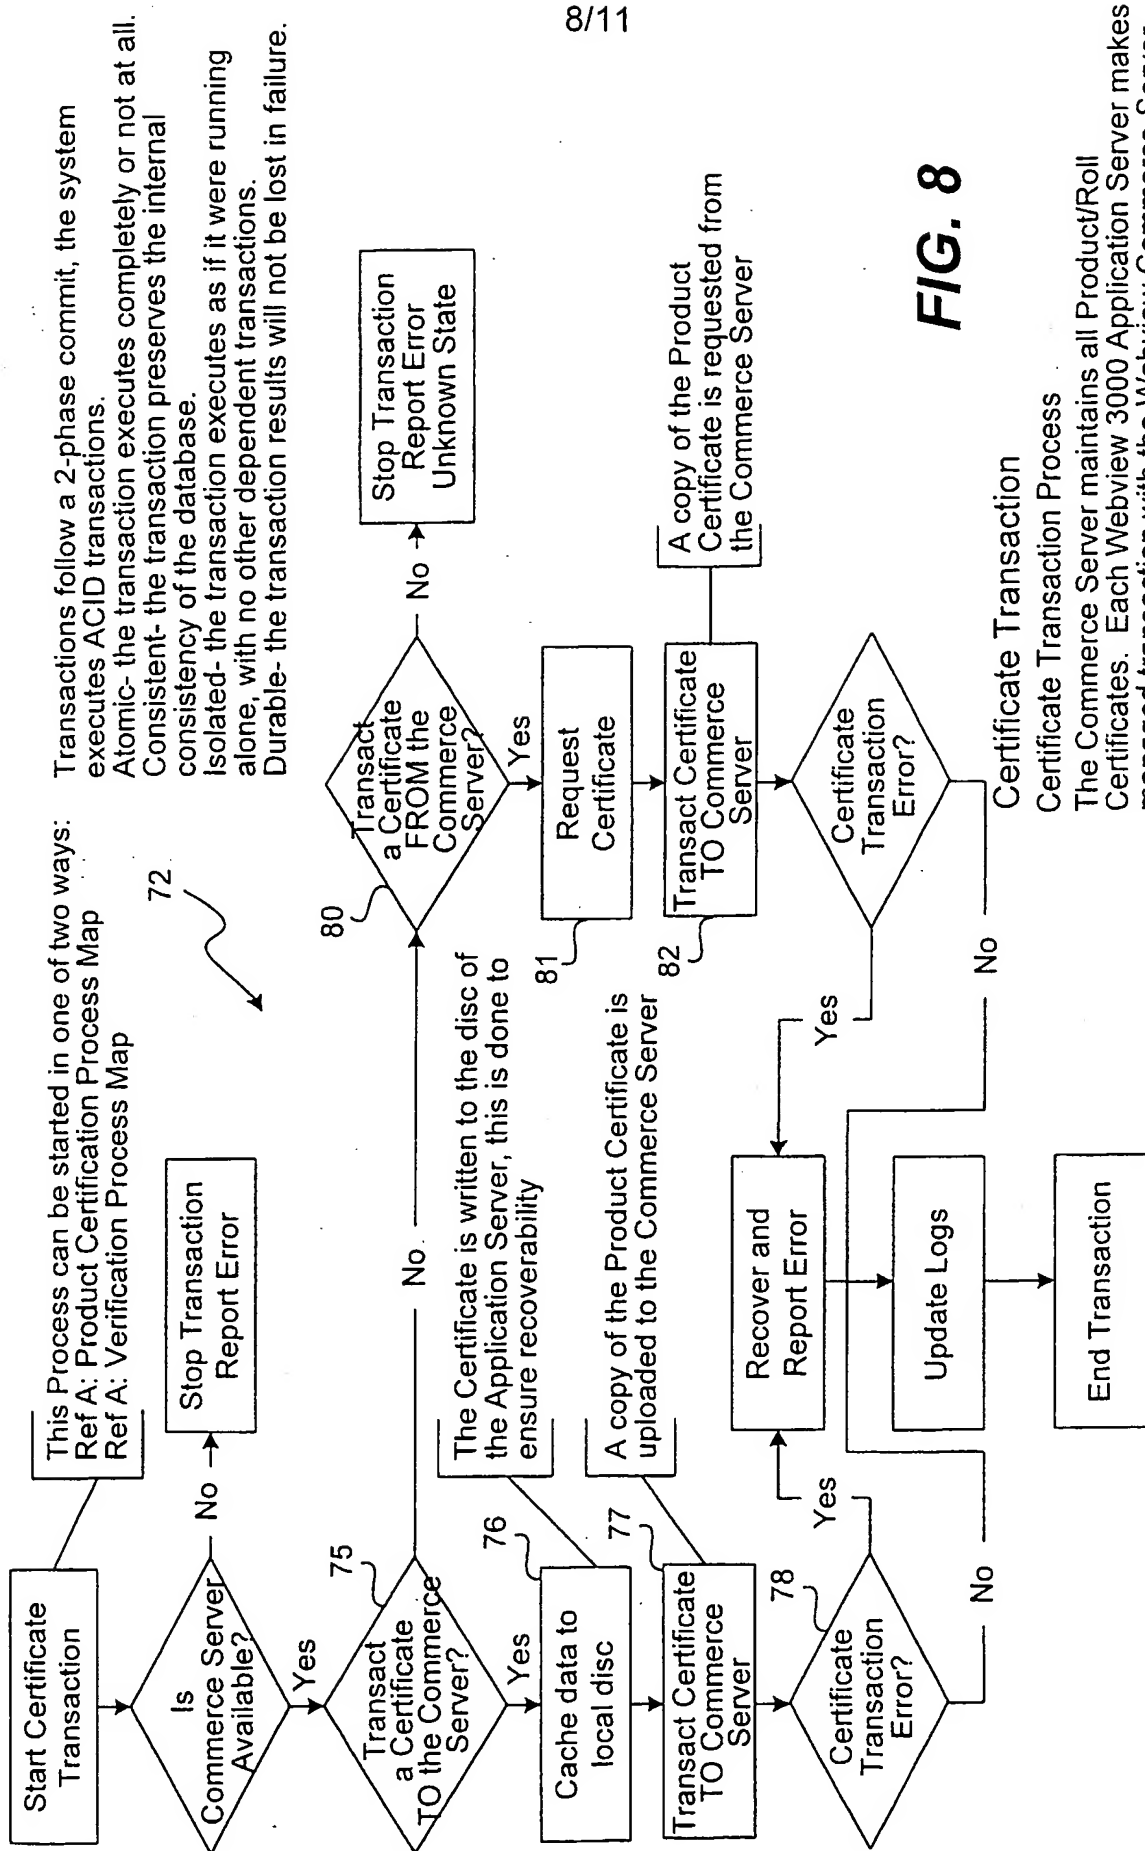 8/11
Start Certificate
Transaction
This Process can be started in one of two ways:
Ref A: Product Certification Process Map
Ref A: Verification Process Map
72
Transactions follow a 2-phase commit, the system
executes ACID transactions.
Atomic- the transaction executes completely or not at all.
Consistent- the transaction preserves the internal
consistency of the database.
Isolated- the transaction executes as if it were running
alone, with no other dependent transactions.
Durable- the transaction results will not be lost in failure.
Is
Commerce Server
Available?
No
Stop Transaction
Report Error
Yes
75
Transact
a Certificate
TO the Commerce
Server?
No
80
Transact
a Certificate
FROM the
Commerce
Server?
No
Stop Transaction
Report Error
Unknown State
Yes
76
Cache data to
local disc
The Certificate is written to the disc of
the Application Server, this is done to
ensure recoverability
Yes
81
Request
Certificate
77
Transact Certificate
TO Commerce
Server
A copy of the Product Certificate is
uploaded to the Commerce Server
82
Transact Certificate
TO Commerce
Server
A copy of the Product
Certificate is requested from
the Commerce Server
78
Certificate
Transaction
Error?
Yes
No
Recover and
Report Error
Yes
Certificate
Transaction
Error?
No
Update Logs
End Transaction
FIG. 8
Certificate Transaction
Certificate Transaction Process
The Commerce Server maintains all Product/Roll
Certificates. Each Webview 3000 Application Server makes
transaction with the Webview Commerce Server